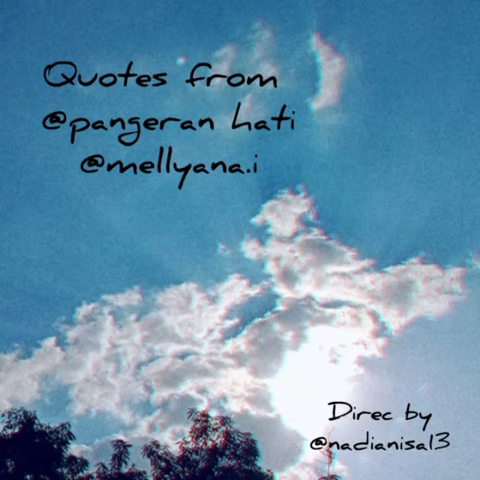 Quotes from
@pangeran hati
@mellyana.i
Direc by
@nadianisa13